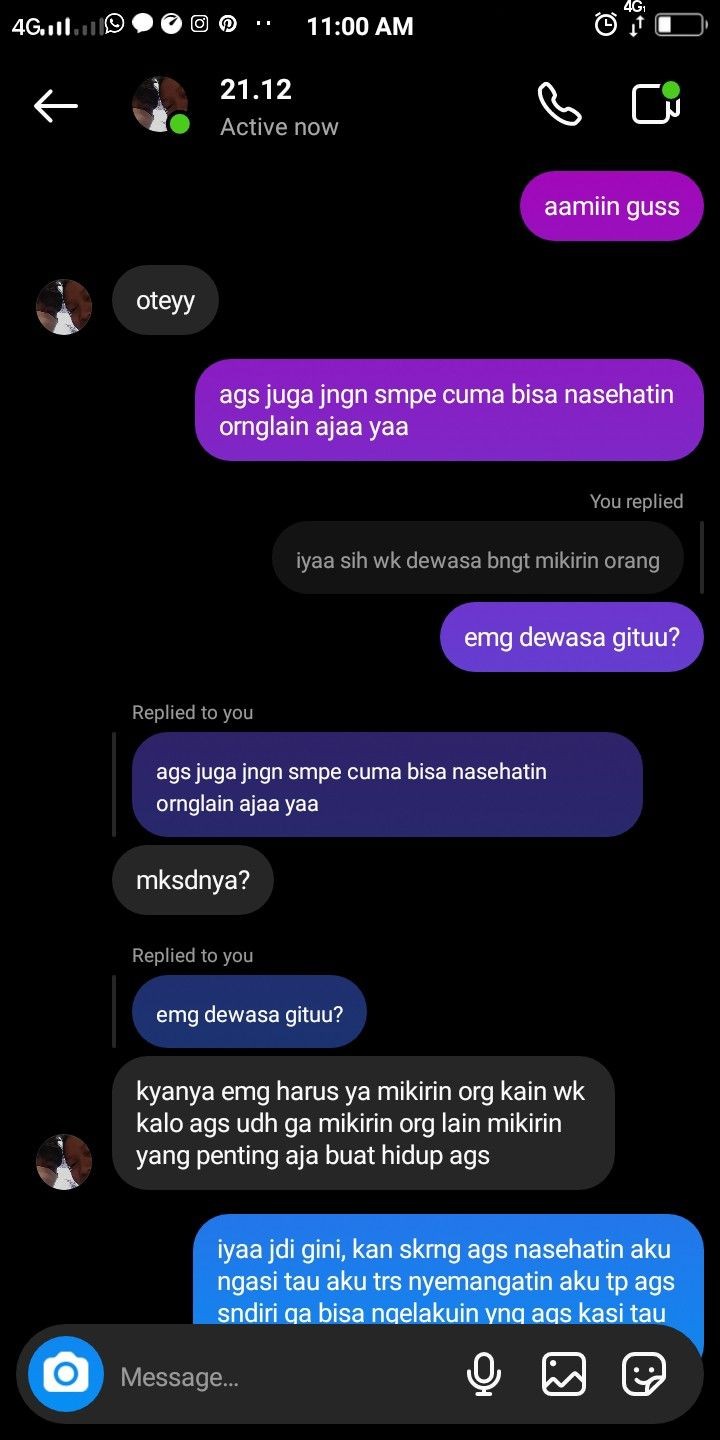 4G
11:00 AM
4G
21.12
Active now
aamiin guss
oteyy
ags juga jngn smpe cuma bisa nasehatin
ornglain ajaa yaa
You replied
iyaa sih wk dewasa bngt mikirin orang
emg dewasa gituu?
Replied to you
ags juga jngn smpe cuma bisa nasehatin
ornglain ajaa yaa
mksdnya?
Replied to you
emg dewasa gituu?
kyanya emg harus ya mikirin org kain wk
kalo ags udh ga mikirin org lain mikirin
yang penting aja buat hidup ags
iyaa jdi gini, kan skrng ags nasehatin aku
ngasi tau aku trs nyemangatin aku tp ags
sndiri ga bisa ngelakuin yng ags kasi tau
Message...